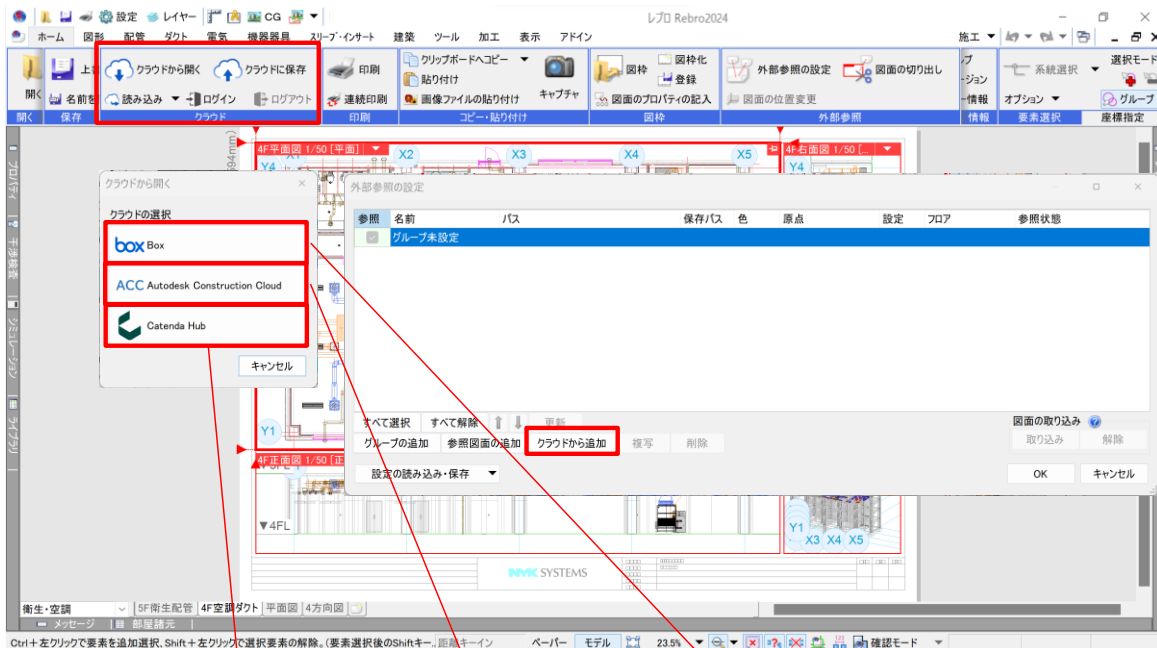 設定 レイヤー CG
レブロ Rebro2024
ホーム 図形 配管 ダクト 電気 機器器具 スリーブ・インサート 建築 ツール 加工 表示 アドイン 施工
開く
名前を
クラウドから開く クラウドに保存
読み込み ログイン ログアウト
印刷
連続印刷
クリップボードへコピー
貼り付け
画像ファイルの貼り付け
キャプチャ
図枠 図枠化
登録
図面のプロパティの記入
外部参照の設定 図面の切り出し
図面の位置変更
系統選択
オプション
選択モード
グループ
開く 保存 クラウド 印刷 コピー・貼り付け 図枠 外部参照 情報 要素選択 座標指定
プロパティ
干渉検査
シミュレーション
ライブラリ
4F平面図 1/50 [平面]
4F右面図 1/50 [...
Y4 X2 X3 X4 X5 Y4
クラウドから開く
クラウドの選択
box Box
ACC Autodesk Construction Cloud
Catenda Hub
キャンセル
外部参照の設定
参照 名前 パス 保存パス 色 原点 設定 フロア 参照状態
グループ未設定
すべて選択 すべて解除 更新
グループの追加 参照図面の追加 クラウドから追加 複写 削除
設定の読み込み・保存
図面の取り込み
取り込み 解除
OK キャンセル
Y1
4F正面図 1/50 [正
▼4FL
Y1
X3 X4 X5
NYK SYSTEMS
衛生・空調 5F衛生配管 4F空調ダクト 平面図 4方向図
メッセージ 部屋諸元
Ctrl+左クリックで要素を追加選択、Shift+左クリックで選択要素の解除。(要素選択後のShiftキー... 距離キーイン ペーパー モデル 23.5% 確認モード